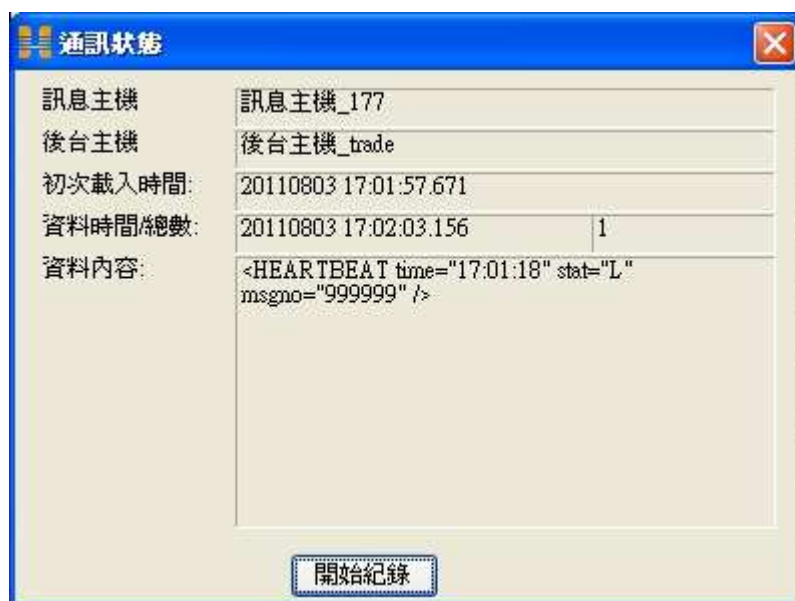 通訊狀態
訊息主機 訊息主機_177
後台主機 後台主機_trade
初次載入時間: 20110803 17:01:57.671
資料時間/總數: 20110803 17:02:03.156 1
資料內容: <HEARTBEAT time="17:01:18" stat="L"
msgno="999999" />
開始紀錄